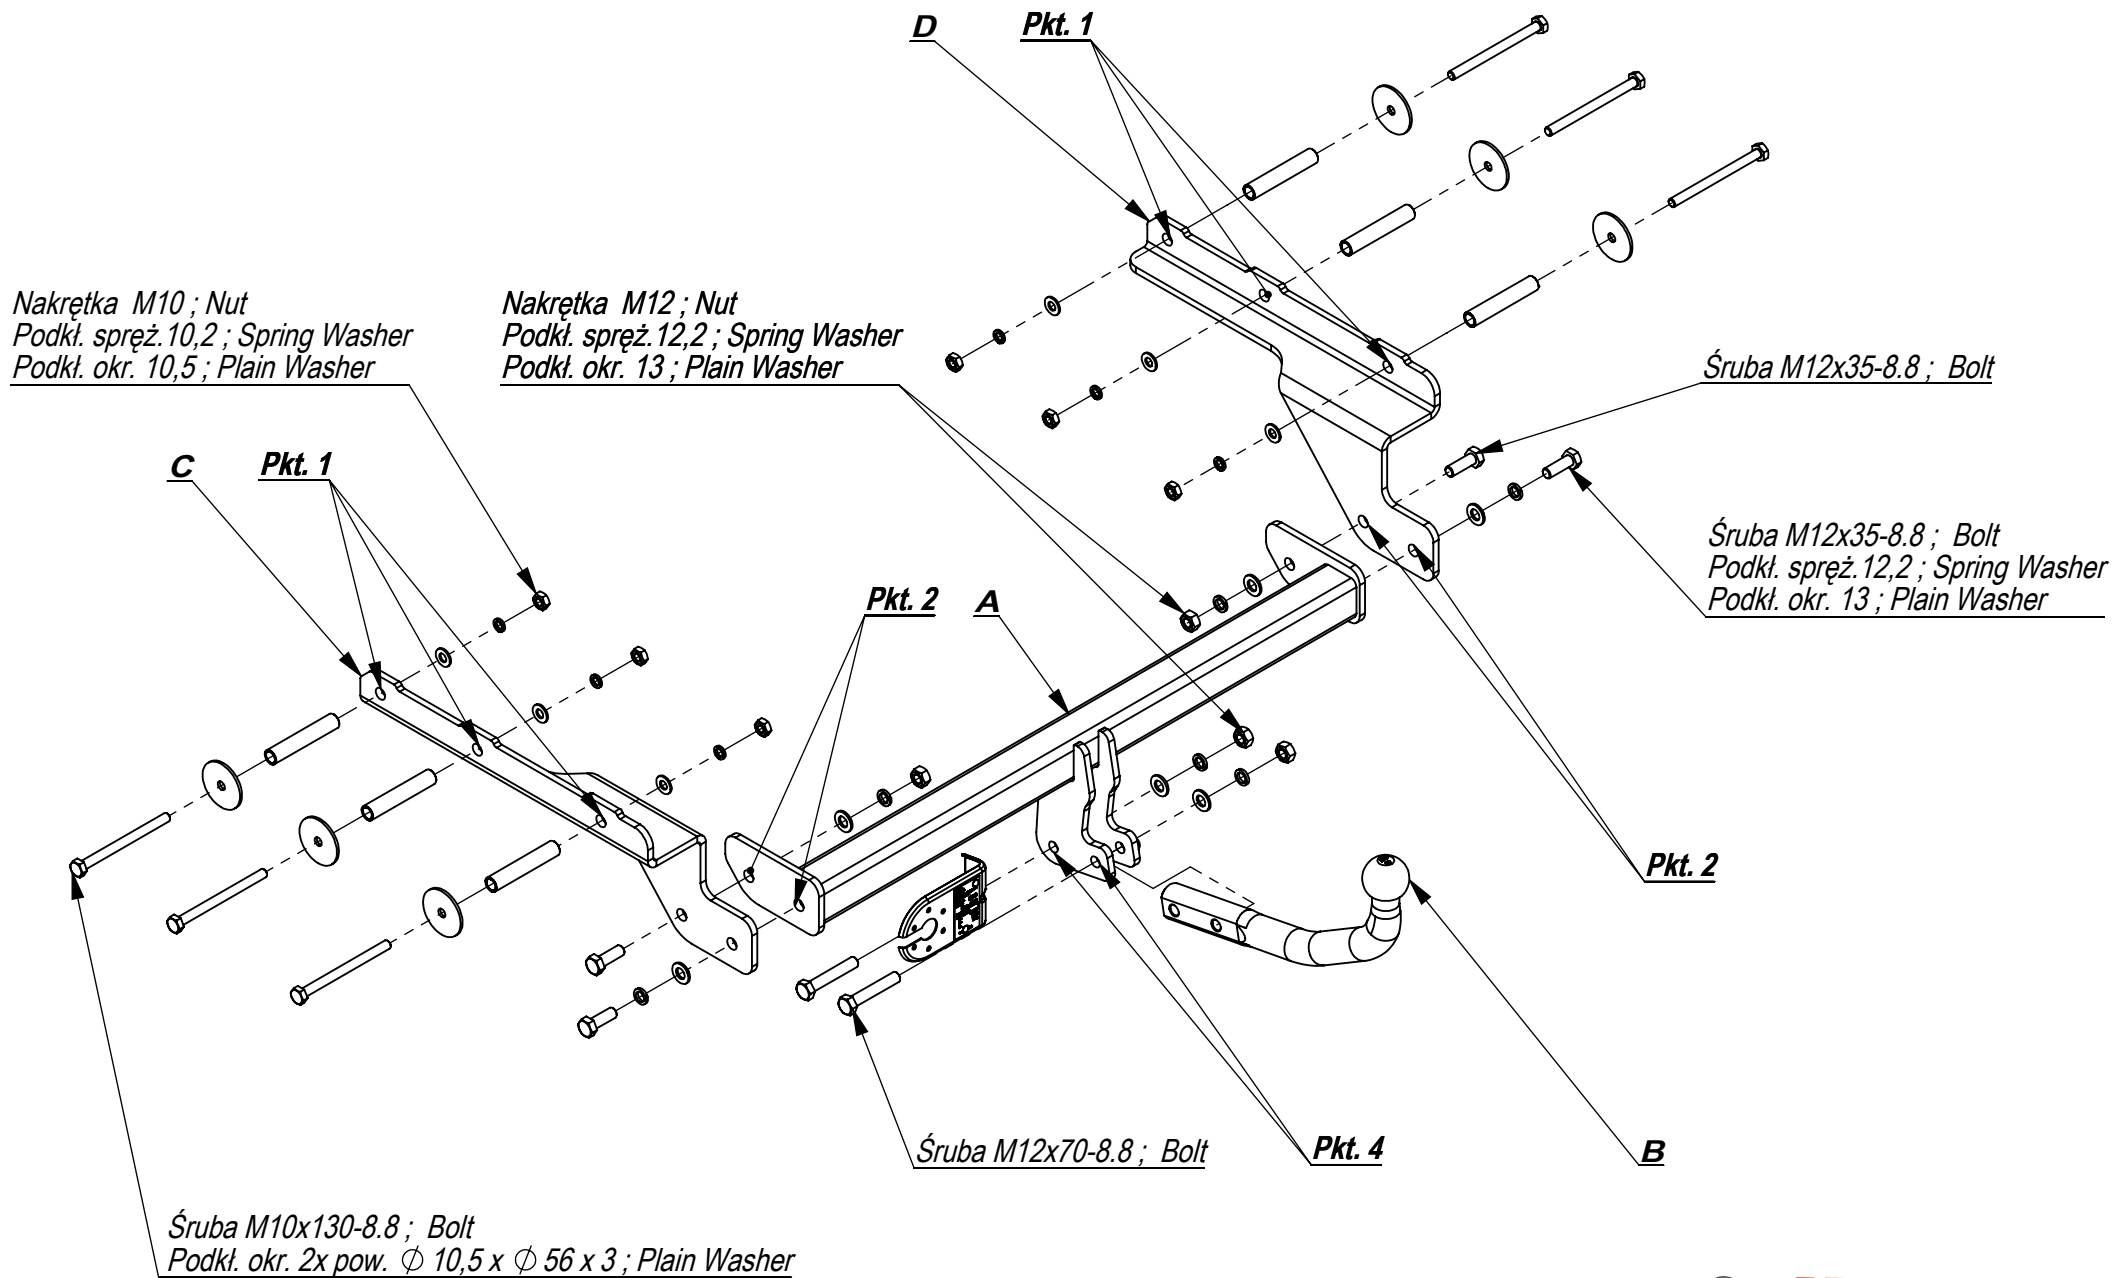 D
Pkt. 1
Nakrętka M10 ; Nut
Podkł. spręż.10,2 ; Spring Washer
Podkł. okr. 10,5 ; Plain Washer
Nakrętka M12 ; Nut
Podkł. spręż.12,2 ; Spring Washer
Podkł. okr. 13 ; Plain Washer
Śruba M12x35-8.8 ; Bolt
C
Pkt. 1
Śruba M12x35-8.8 ; Bolt
Podkł. spręż.12,2 ; Spring Washer
Podkł. okr. 13 ; Plain Washer
Pkt. 2
A
Pkt. 2
Śruba M12x70-8.8 ; Bolt
Pkt. 4
B
Śruba M10x130-8.8 ; Bolt
Podkł. okr. 2x pow. ∅ 10,5 x ∅ 56 x 3 ; Plain Washer